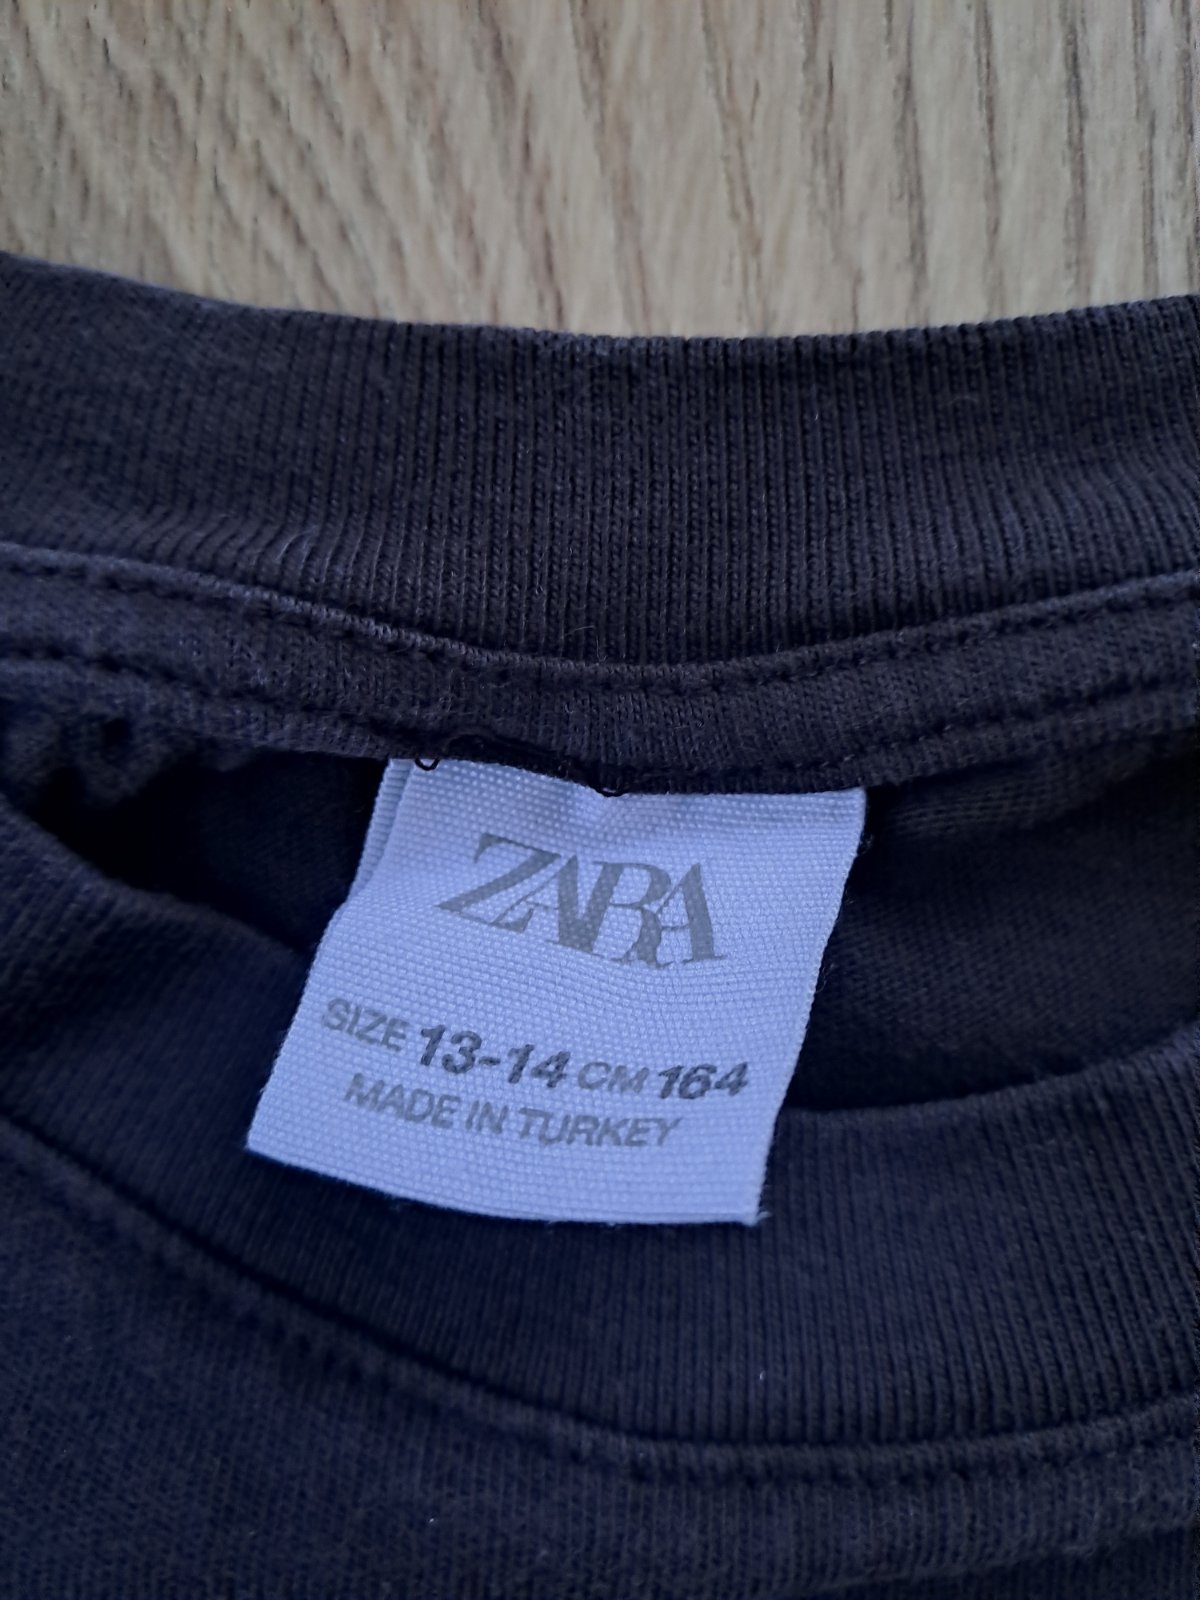 ZARA
SIZE 13-14 CM 164
MADE IN TURKEY